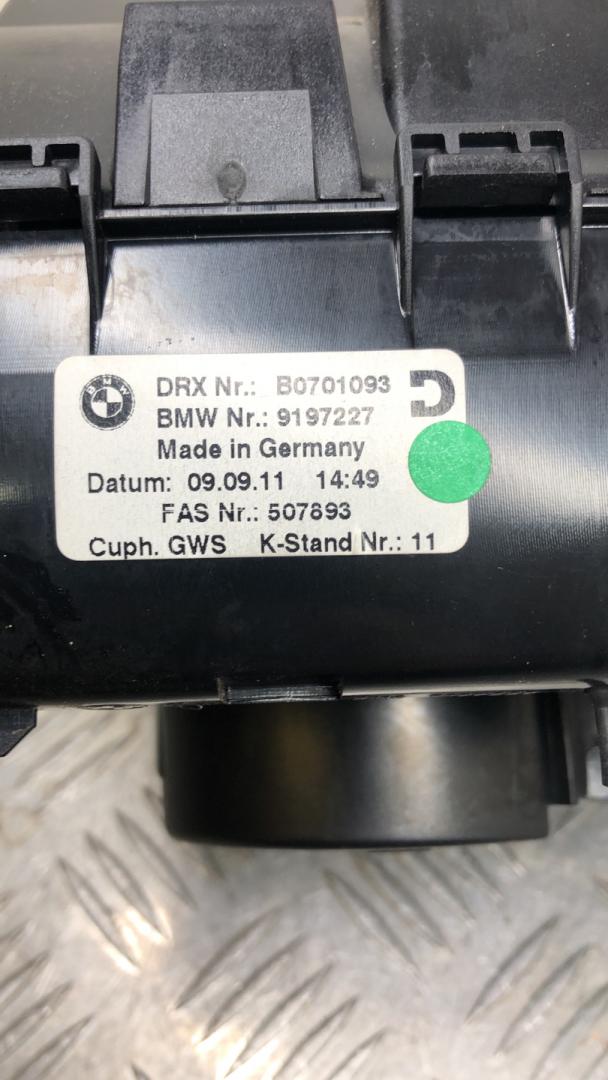 BMW
DRX Nr.: B0701093
BMW Nr.: 9197227
Made in Germany
Datum: 09.09.11 14:49
FAS Nr.: 507893
Cuph. GWS K-Stand Nr.: 11